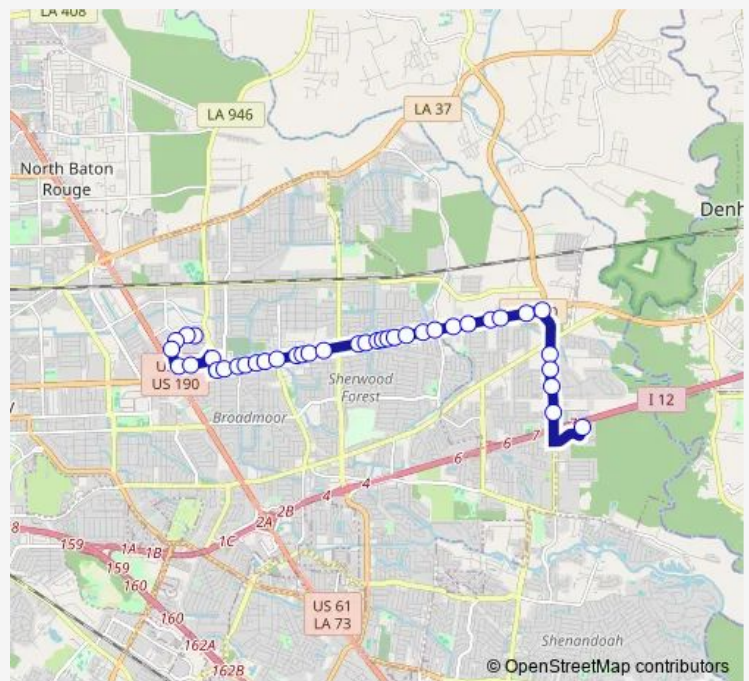 LA 408
LA 946
LA 37
North Baton
Rouge
Denh
US 190
Sherwood
Forest
Broadmoor
I 12
7
6
6
4
4
2B
2A
1C
8
159
1A
1B
159
160
160
162A
162B
US 61
LA 73
Shenandoah
© OpenStreetMap contributors